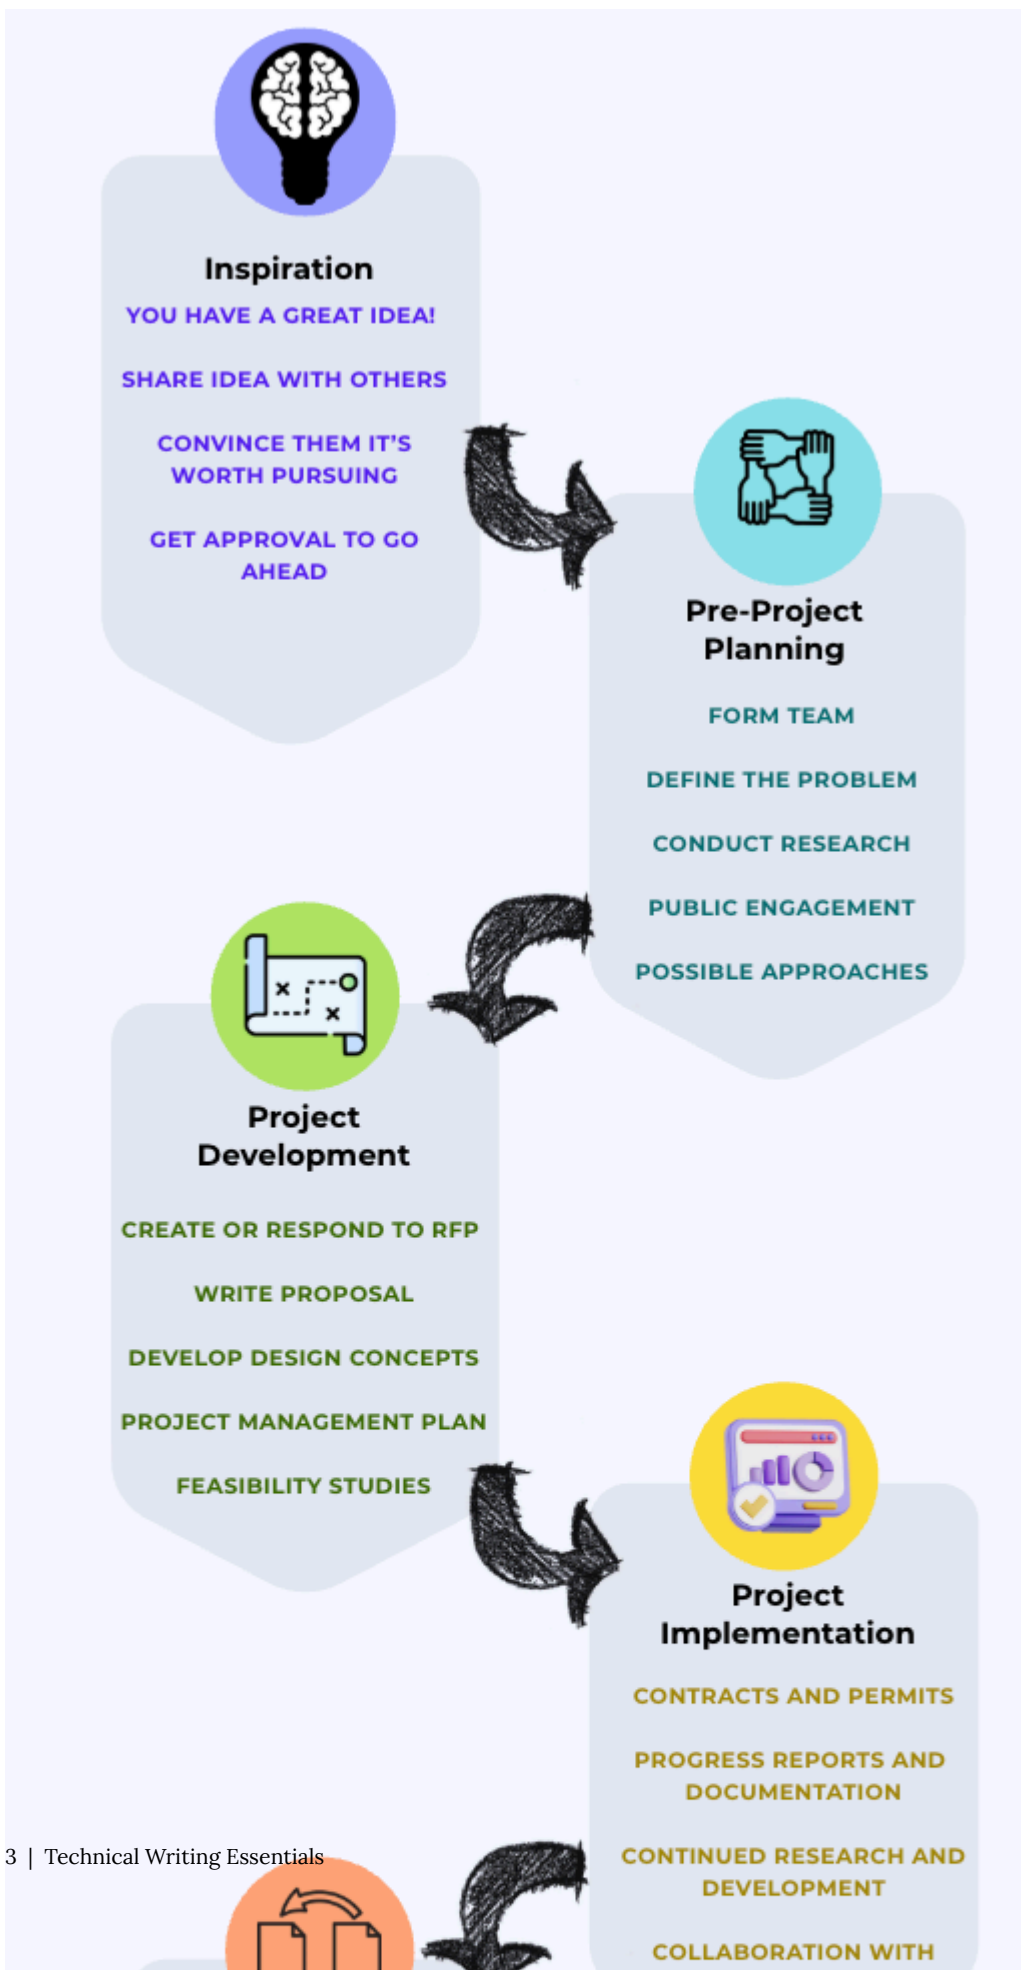 Inspiration
YOU HAVE A GREAT IDEA!
SHARE IDEA WITH OTHERS
CONVINCE THEM IT'S
WORTH PURSUING
GET APPROVAL TO GO
AHEAD
Pre-Project
Planning
FORM TEAM
DEFINE THE PROBLEM
CONDUCT RESEARCH
PUBLIC ENGAGEMENT
POSSIBLE APPROACHES
Project
Development
CREATE OR RESPOND TO RFP
WRITE PROPOSAL
DEVELOP DESIGN CONCEPTS
PROJECT MANAGEMENT PLAN
FEASIBILITY STUDIES
Project
Implementation
CONTRACTS AND PERMITS
PROGRESS REPORTS AND
DOCUMENTATION
CONTINUED RESEARCH AND
DEVELOPMENT
COLLABORATION WITH
3 | Technical Writing Essentials